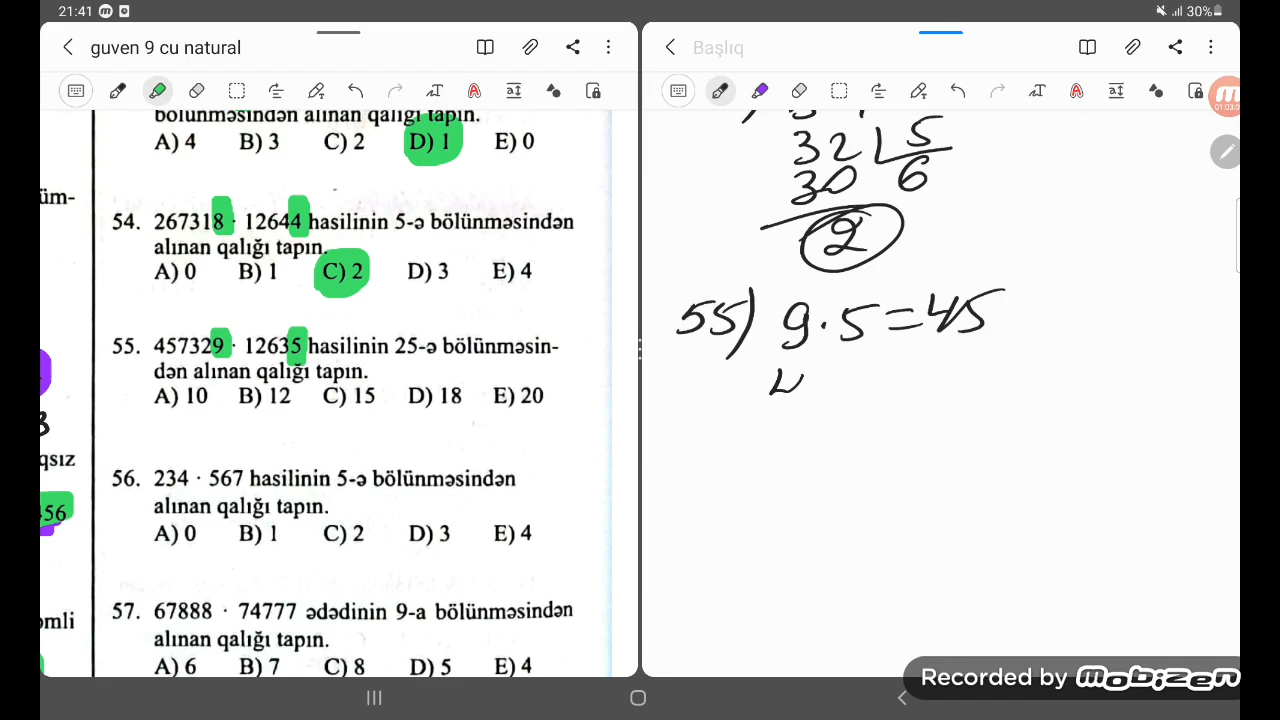 21:41
30%
guven 9 cu natural
bölünməsindən alınan qalığı tapın.
A) 4 B) 3 C) 2 D) 1 E) 0
üm-
54. 267318 · 12644 hasilinin 5-ə bölünməsindən
alınan qalığı tapın.
A) 0 B) 1 C) 2 D) 3 E) 4
55. 457329 · 12635 hasilinin 25-ə bölünməsin-
dən alınan qalığı tapın.
A) 10 B) 12 C) 15 D) 18 E) 20
qsız
56. 234 · 567 hasilinin 5-ə bölünməsindən
alınan qalığı tapın.
456
A) 0 B) 1 C) 2 D) 3 E) 4
57. 67888 · 74777 ədədinin 9-a bölünməsindən
əmli
alınan qalığı tapın.
A) 6 B) 7 C) 8 D) 5 E) 4
Başlıq
32 5
30 6
2
55) 9·5=45
Recorded by mobizen